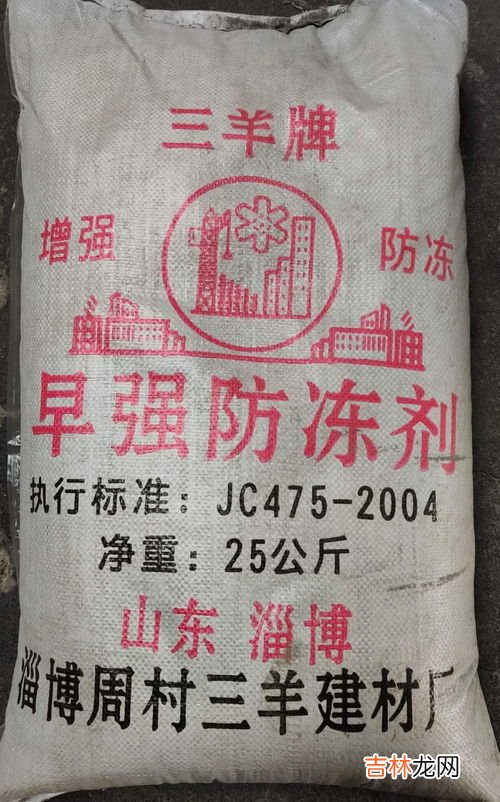 三羊牌
增强 防冻
早强防冻剂
执行标准：JC475-2004
净重：25公斤
山东 淄博
淄博周村三羊建材厂
吉林龙网